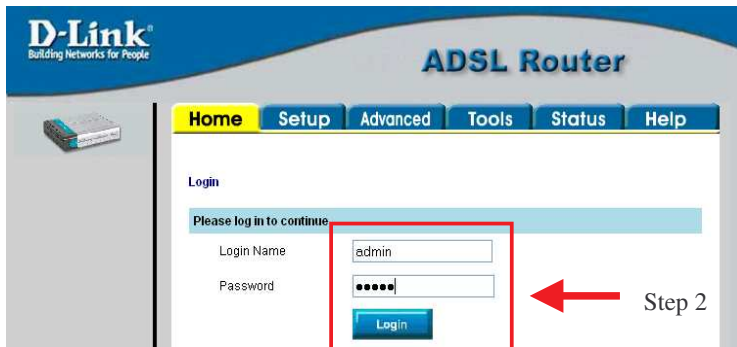 D-Link®
Building Networks for People
ADSL Router
Home Setup Advanced Tools Status Help
Login
Please log in to continue.
Login Name admin
Password •••••
Login
Step 2